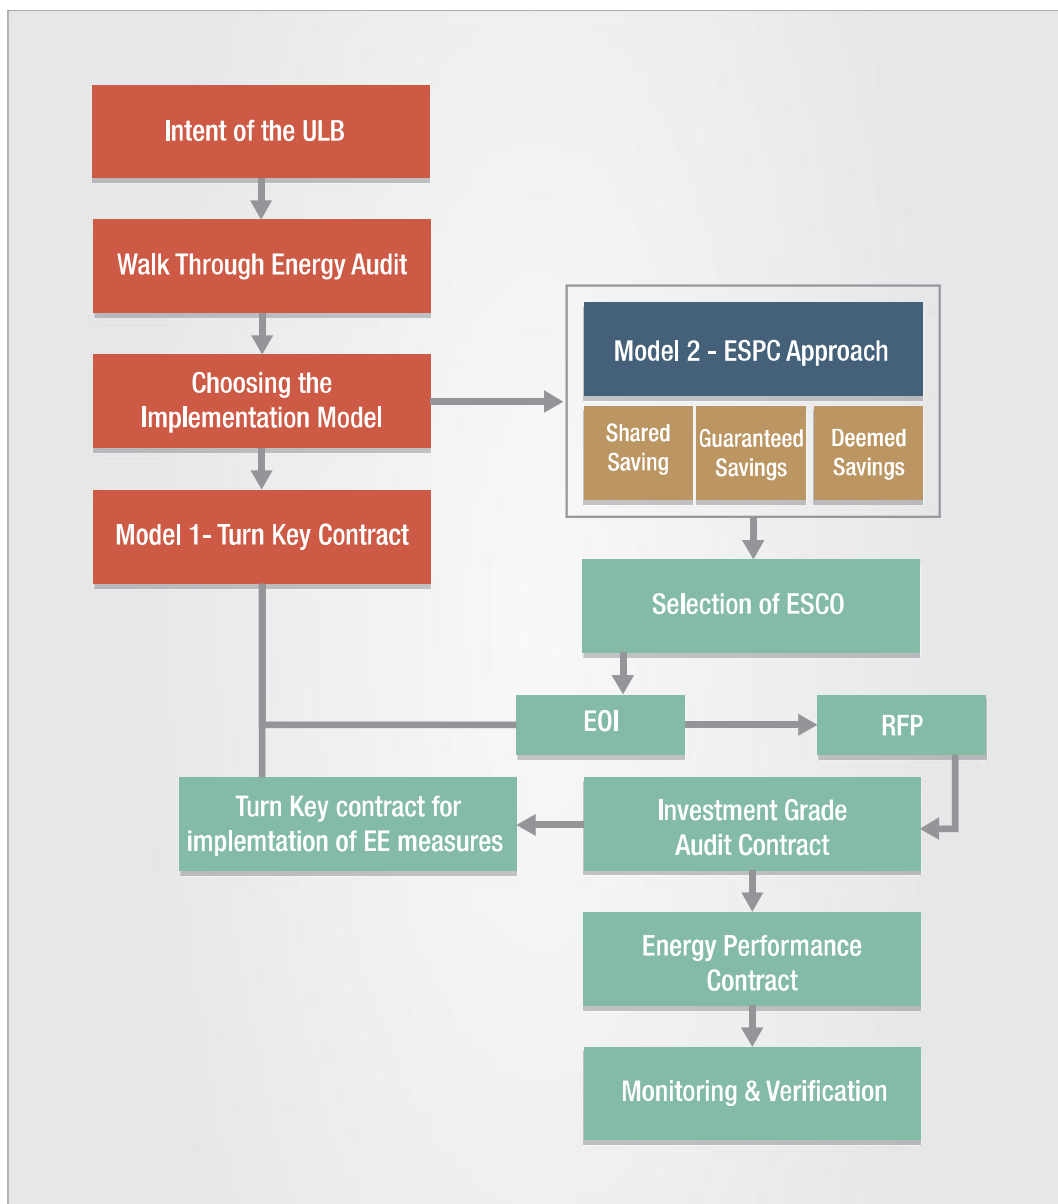 Intent of the ULB
Walk Through Energy Audit
Choosing the
Implementation Model
Model 1- Turn Key Contract
Model 2 - ESPC Approach
Shared
Saving
Guaranteed
Savings
Deemed
Savings
Selection of ESCO
EOI
RFP
Turn Key contract for
implemtation of EE measures
Investment Grade
Audit Contract
Energy Performance
Contract
Monitoring & Verification